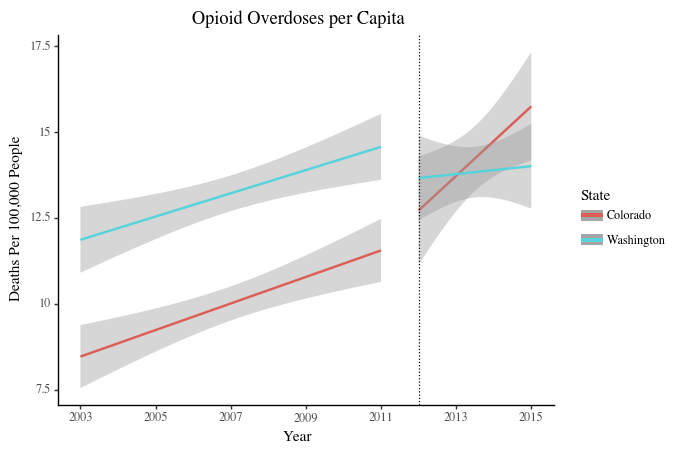 Opioid Overdoses per Capita
Deaths Per 100,000 People
17.5
15
12.5
10
7.5
2003
2005
2007
2009
2011
2013
2015
Year
State
Colorado
Washington